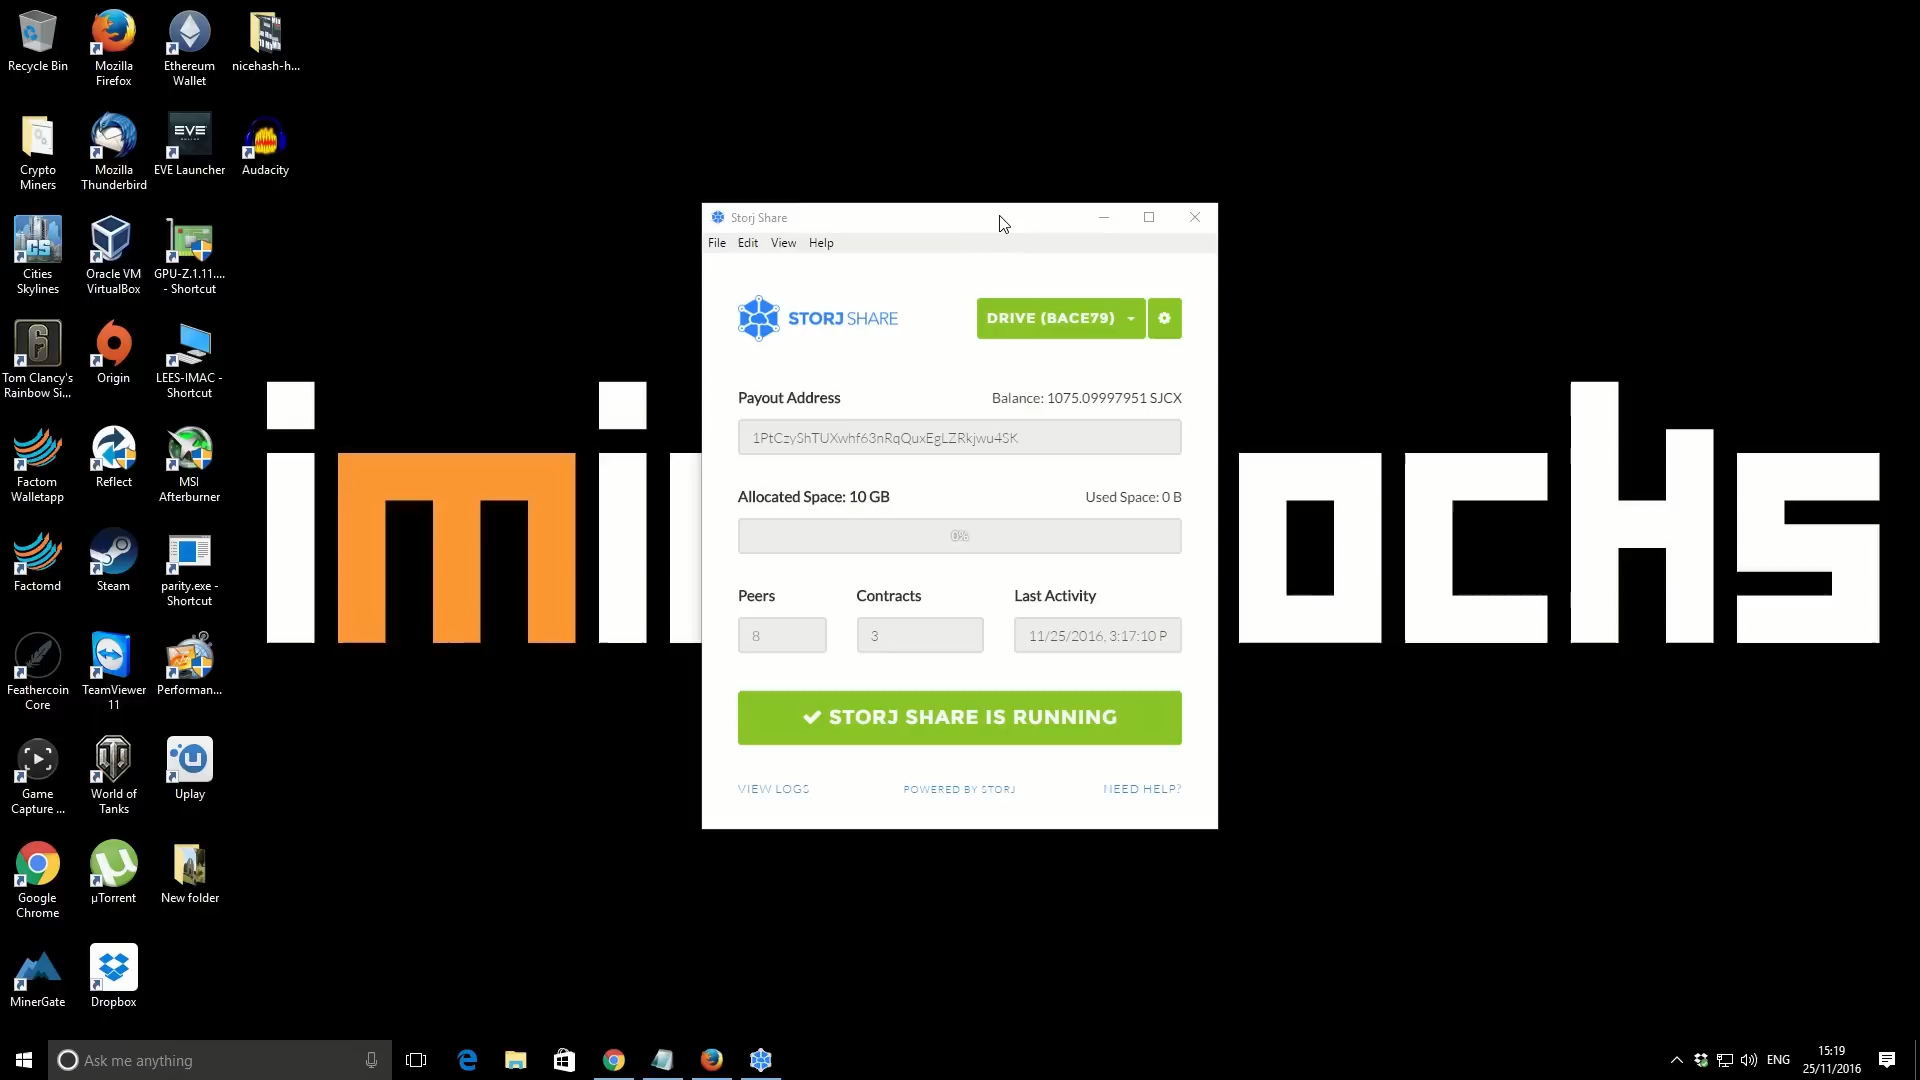 Recycle Bin
Mozilla
Firefox
Ethereum
Wallet
nicehash-h...
Crypto
Miners
Mozilla
Thunderbird
EVE
EVE Launcher
Audacity
CS
Cities
Skylines
Oracle VM
VirtualBox
GPU-Z.1.11....
- Shortcut
6
Tom Clancy's
Rainbow Si...
Origin
LEES-IMAC -
Shortcut
Factom
Walletapp
Reflect
MSI
Afterburner
Factomd
Steam
parity.exe -
Shortcut
Feathercoin
Core
TeamViewer
11
Performan...
Game
Capture ...
World of
Tanks
Uplay
Google
Chrome
µTorrent
New folder
MinerGate
Dropbox
imin
ochs
Storj Share
File Edit View Help
STORJ SHARE
DRIVE (BACE79)
Payout Address
Balance: 1075.09997951 SJCX
1PtCzyShTUXwhf63nRqQuxEgLZRkjwu4SK
Allocated Space: 10 GB
Used Space: 0 B
0%
Peers Contracts Last Activity
8 3 11/25/2016, 3:17:10 P
STORJ SHARE IS RUNNING
VIEW LOGS POWERED BY STORJ NEED HELP?
Ask me anything
ENG
15:19
25/11/2016